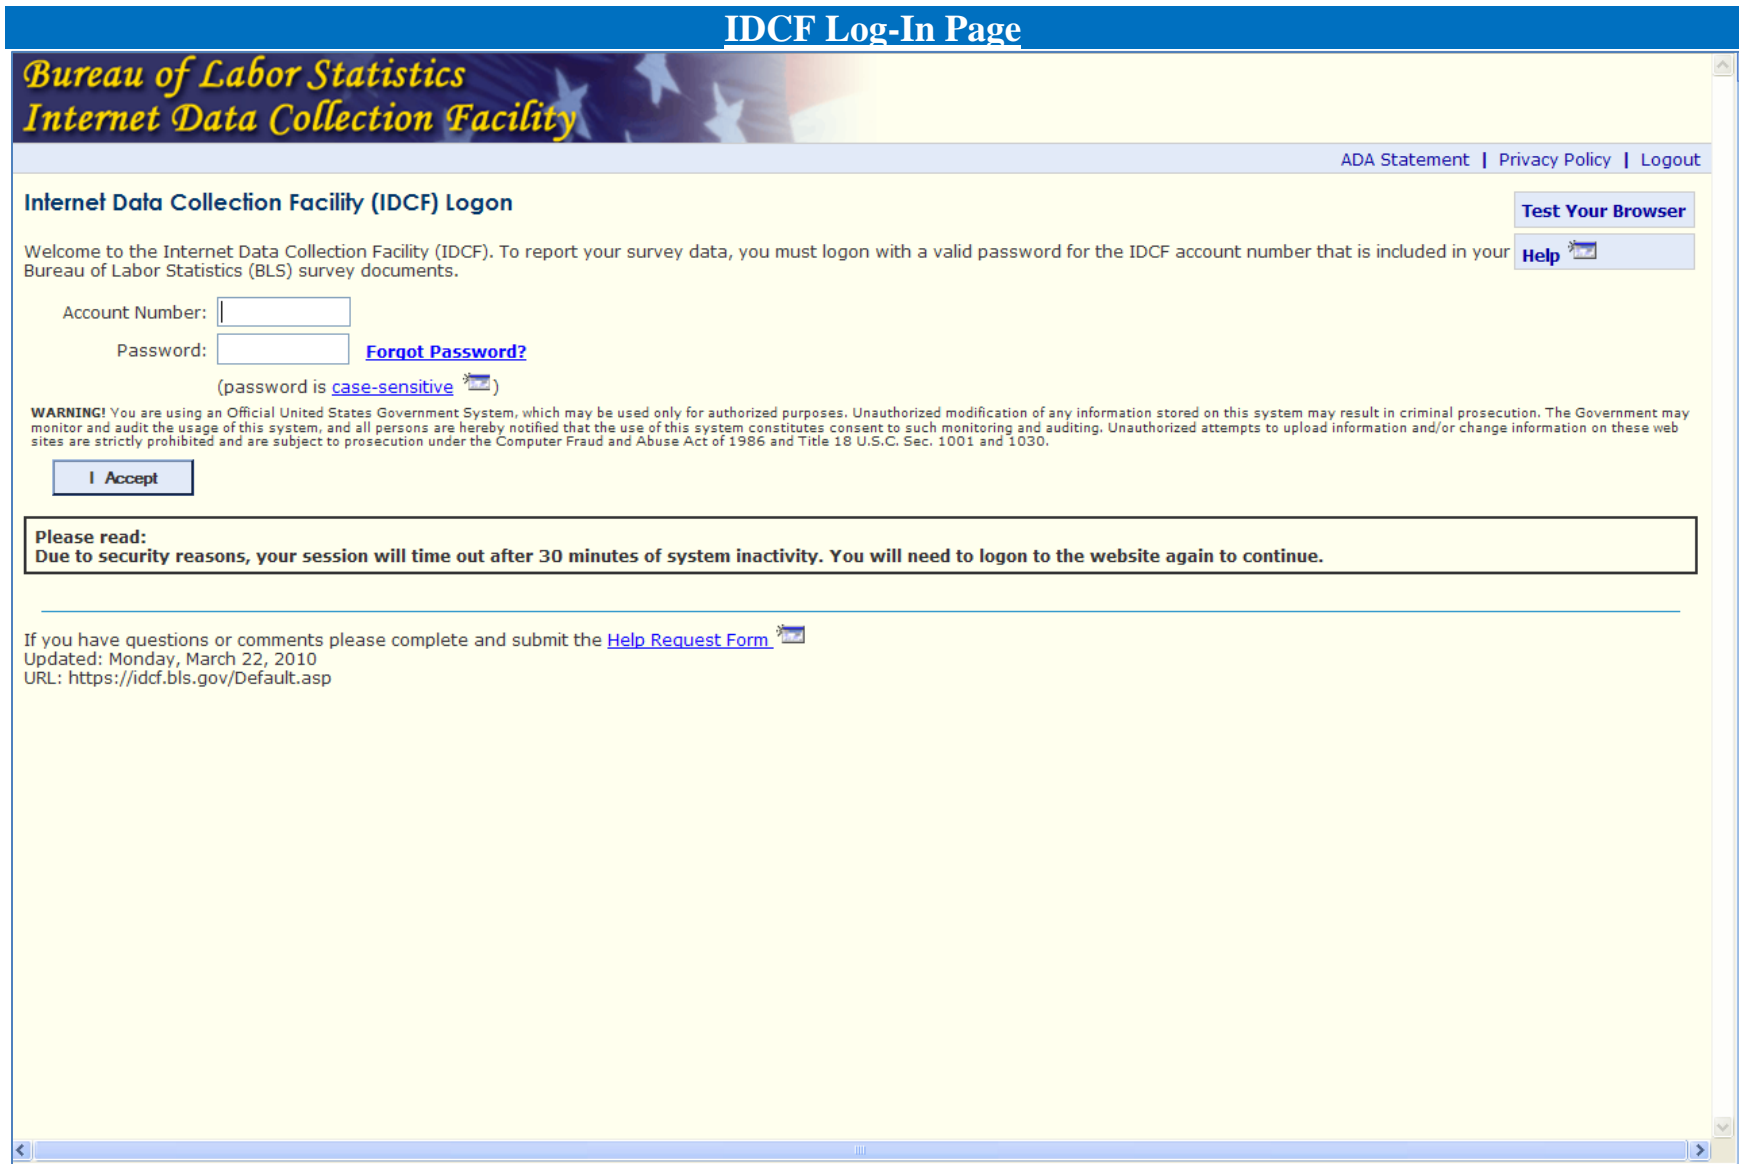 IDCF Log-In Page
Bureau of Labor Statistics
Internet Data Collection Facility
ADA Statement | Privacy Policy | Logout
Internet Data Collection Facility (IDCF) Logon
Test Your Browser
Welcome to the Internet Data Collection Facility (IDCF). To report your survey data, you must logon with a valid password for the IDCF account number that is included in your
Bureau of Labor Statistics (BLS) survey documents.
Help
Account Number:
Password:
Forgot Password?
(password is case-sensitive )
WARNING! You are using an Official United States Government System, which may be used only for authorized purposes. Unauthorized modification of any information stored on this system may result in criminal prosecution. The Government may
monitor and audit the usage of this system, and all persons are hereby notified that the use of this system constitutes consent to such monitoring and auditing. Unauthorized attempts to upload information and/or change information on these web
sites are strictly prohibited and are subject to prosecution under the Computer Fraud and Abuse Act of 1986 and Title 18 U.S.C. Sec. 1001 and 1030.
I Accept
Please read:
Due to security reasons, your session will time out after 30 minutes of system inactivity. You will need to logon to the website again to continue.
If you have questions or comments please complete and submit the Help Request Form
Updated: Monday, March 22, 2010
URL: https://idcf.bls.gov/Default.asp